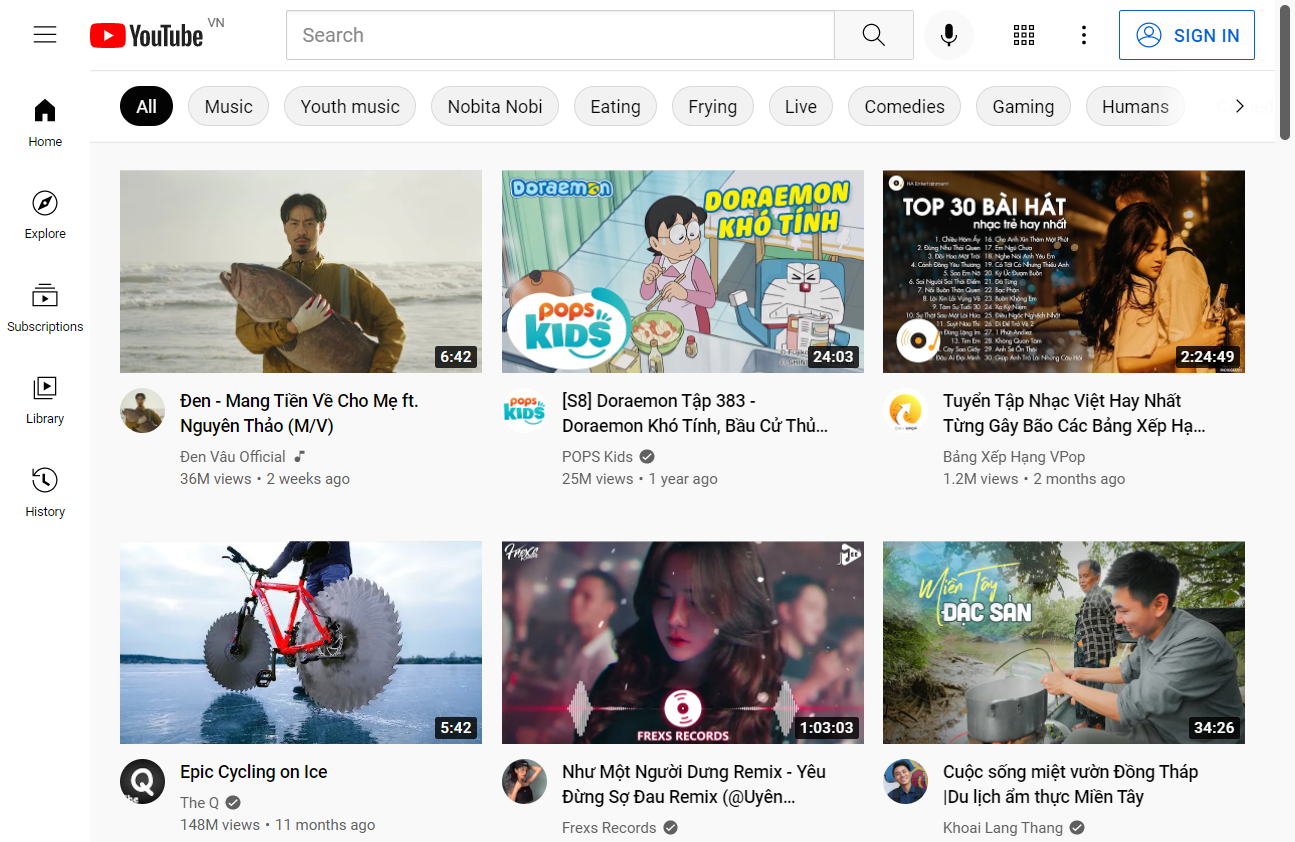 YouTube VN
Search
SIGN IN
All
Music
Youth music
Nobita Nobi
Eating
Frying
Live
Comedies
Gaming
Humans
Home
Explore
Subscriptions
Library
History
6:42
Doraemon
DORAEMON
KHÓ TÍNH
POPS
KIDS
24:03
HA Entertainment
TOP 30 BÀI HÁT
nhạc trẻ hay nhất
2:24:49
Đen - Mang Tiền Về Cho Mẹ ft.
Nguyên Thảo (M/V)
Đen Vâu Official
36M views • 2 weeks ago
POPS
KIDS
[S8] Doraemon Tập 383 -
Doraemon Khó Tính, Bầu Cử Thủ...
POPS Kids
25M views • 1 year ago
Tuyển Tập Nhạc Việt Hay Nhất
Từng Gây Bão Các Bảng Xếp Hạ...
Bảng Xếp Hạng VPop
1.2M views • 2 months ago
5:42
Frexs
FREXS RECORDS
1:03:03
Miền Tây
ĐẶC SẢN
34:26
Q
the
Epic Cycling on Ice
The Q
148M views • 11 months ago
Như Một Người Dưng Remix - Yêu
Đừng Sợ Đau Remix (@Uyên...
Frexs Records
Cuộc sống miệt vườn Đồng Tháp
|Du lịch ẩm thực Miền Tây
Khoai Lang Thang